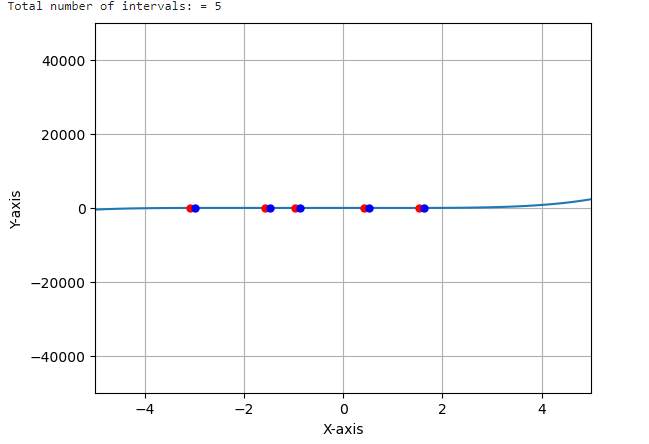 Total number of intervals: = 5
40000
20000
0
−20000
−40000
Y-axis
−4 −2 0 2 4
X-axis